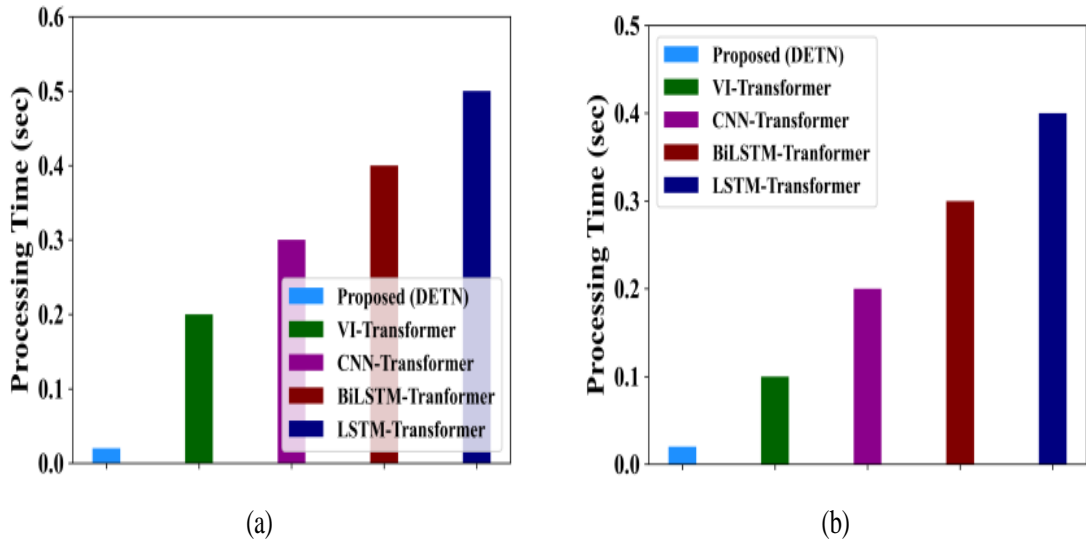 Processing Time (sec)
0.6
0.5
0.4
0.3
0.2
0.1
0.0
Proposed (DETN)
VI-Transformer
CNN-Transformer
BiLSTM-Tranformer
LSTM-Transformer
(a)
Processing Time (sec)
0.5
0.4
0.3
0.2
0.1
0.0
Proposed (DETN)
VI-Transformer
CNN-Transformer
BiLSTM-Tranformer
LSTM-Transformer
(b)